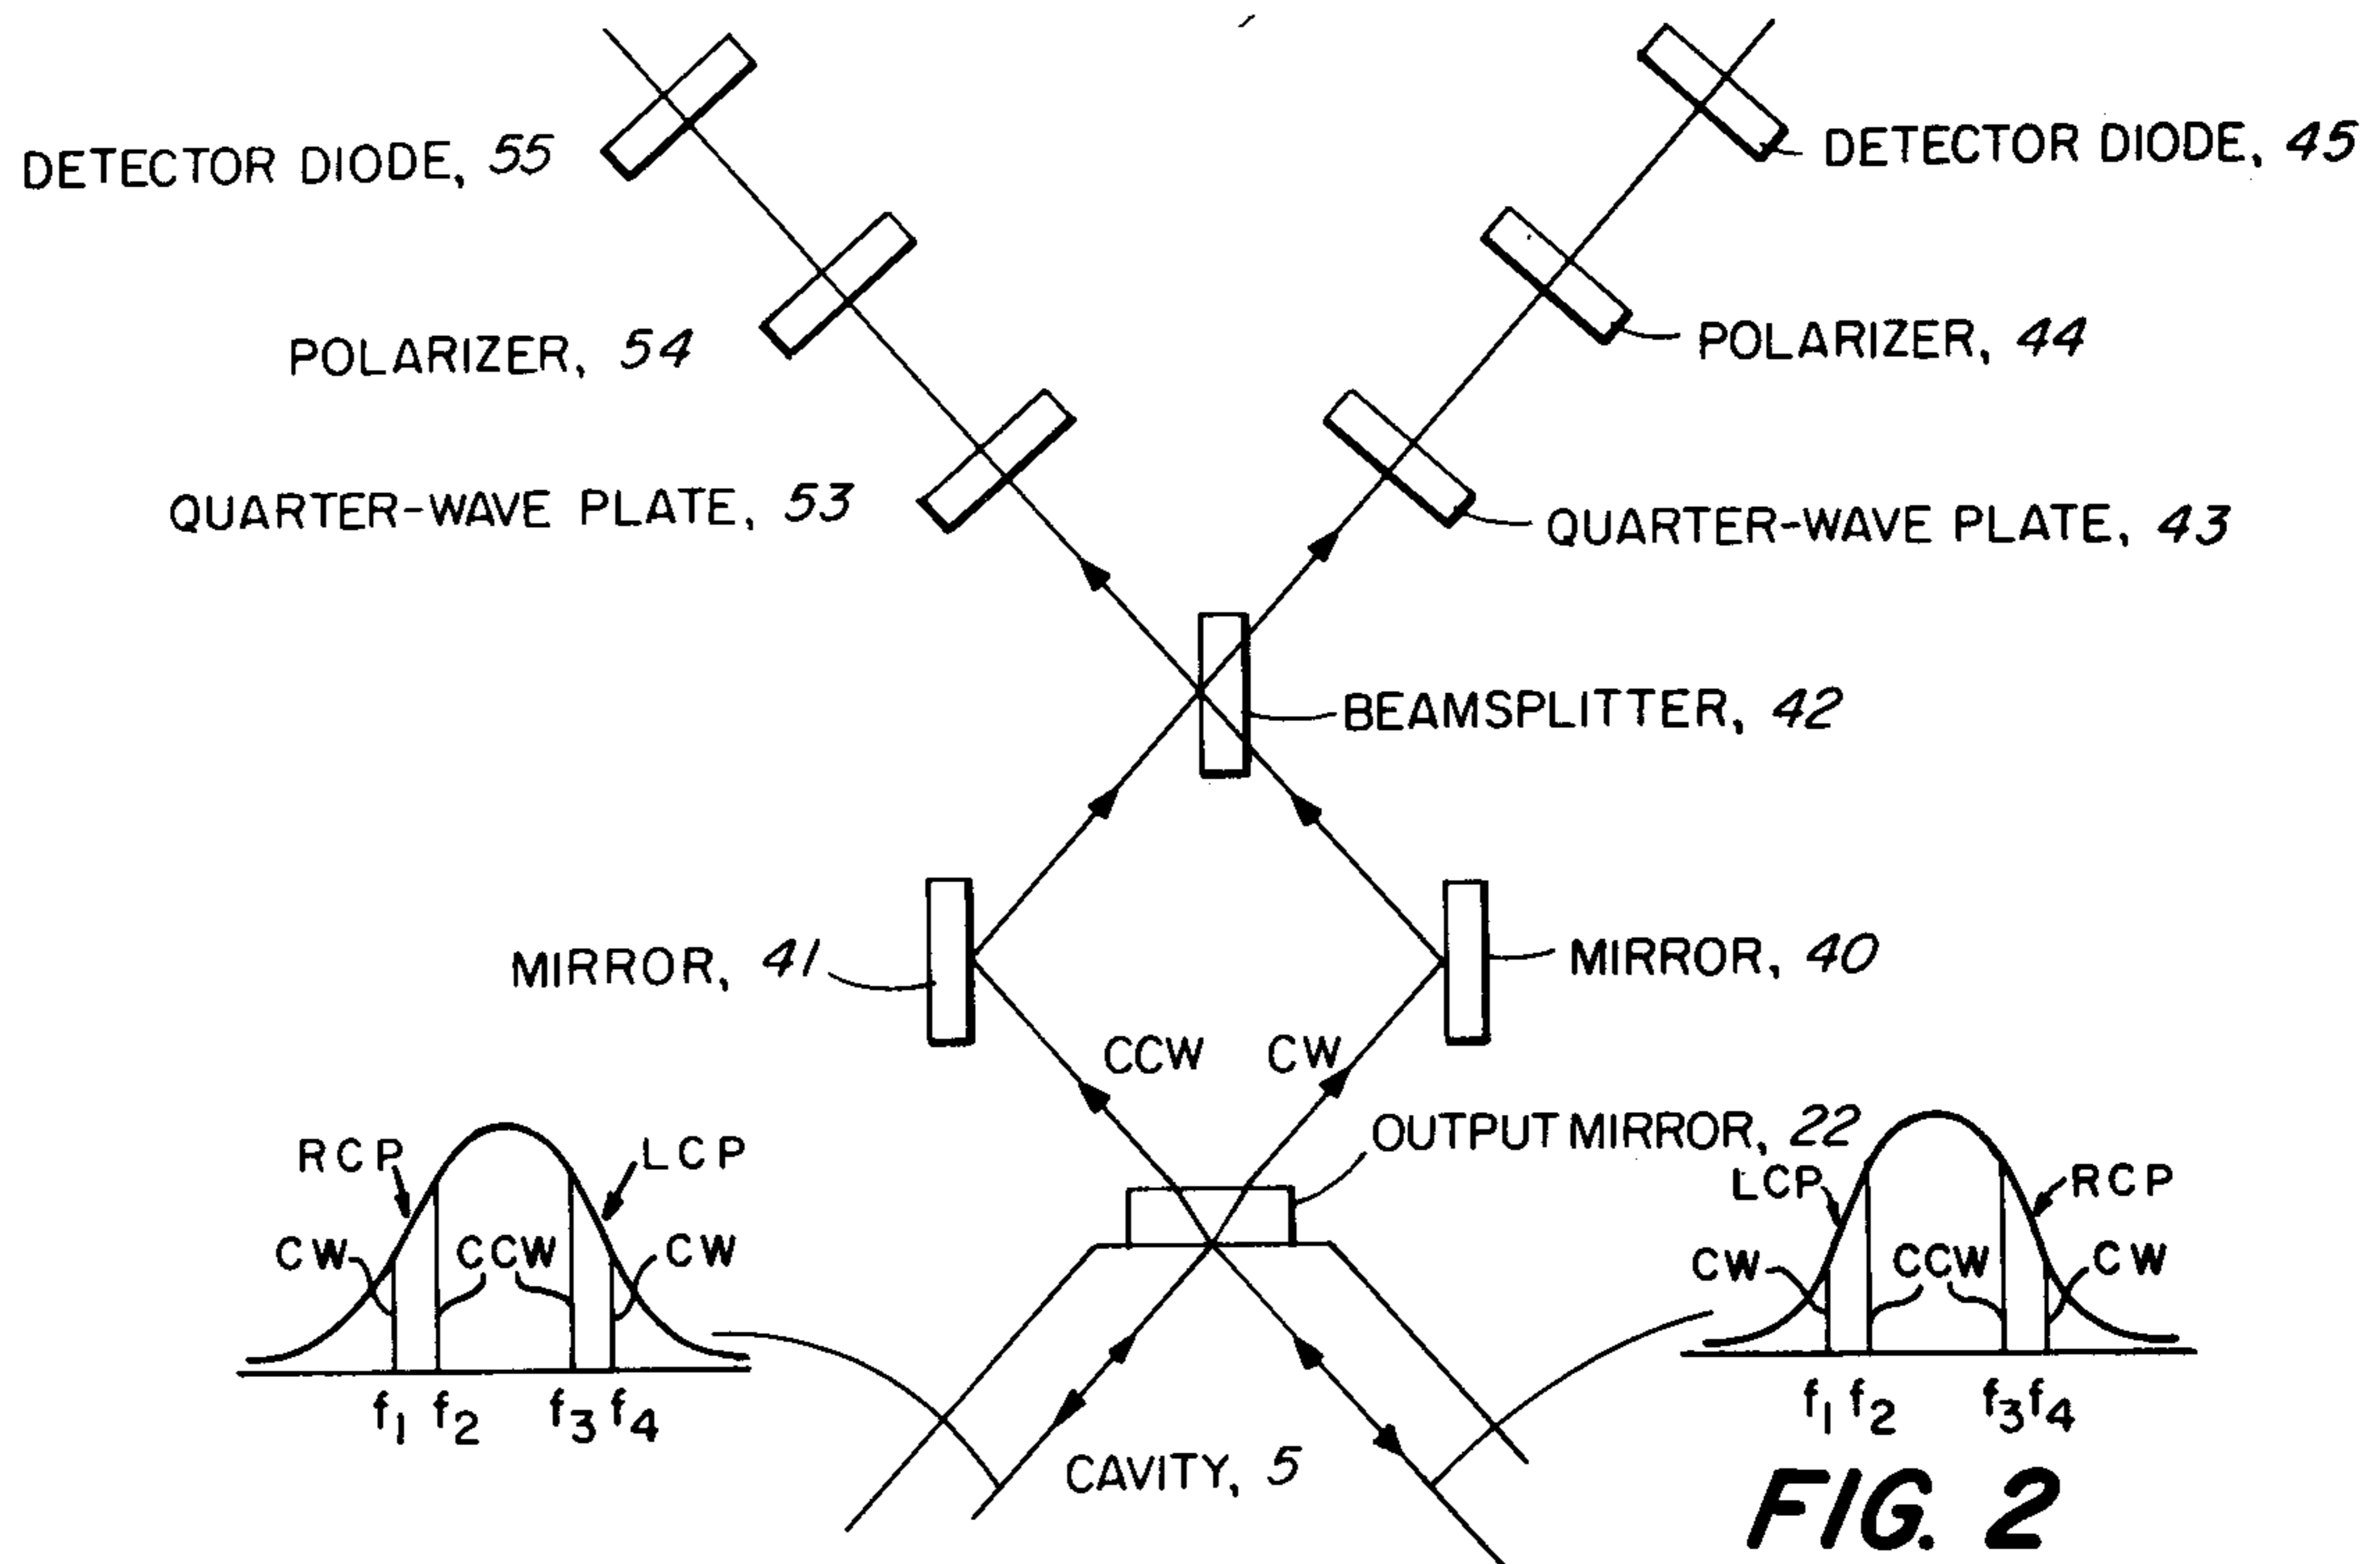 DETECTOR DIODE, 55
DETECTOR DIODE, 45
POLARIZER, 54
POLARIZER, 44
QUARTER-WAVE PLATE, 53
QUARTER-WAVE PLATE, 43
BEAMSPLITTER, 42
MIRROR, 41
MIRROR, 40
CCW
CW
OUTPUT MIRROR, 22
RCP
LCP
CW
CCW
CW
f1 f2 f3 f4
LCP
RCP
CW
CCW
CW
f1 f2 f3 f4
CAVITY, 5
FIG. 2